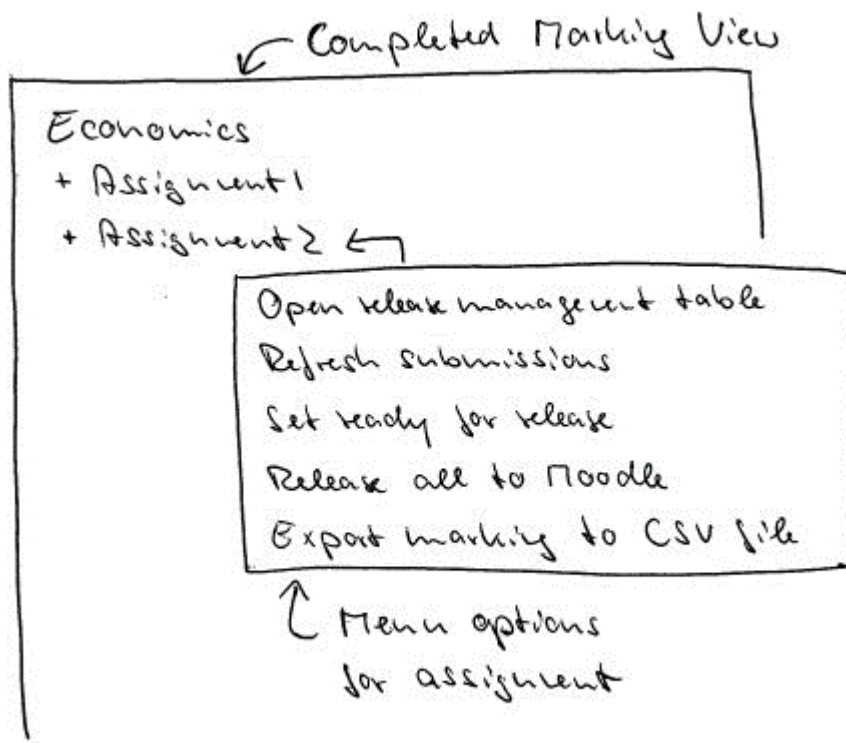 Completed Marking View
Economics
+ Assignment 1
+ Assignment 2
Open release management table
Refresh submissions
Set ready for release
Release all to Moodle
Export marking to CSV file
Menu options
for assignment